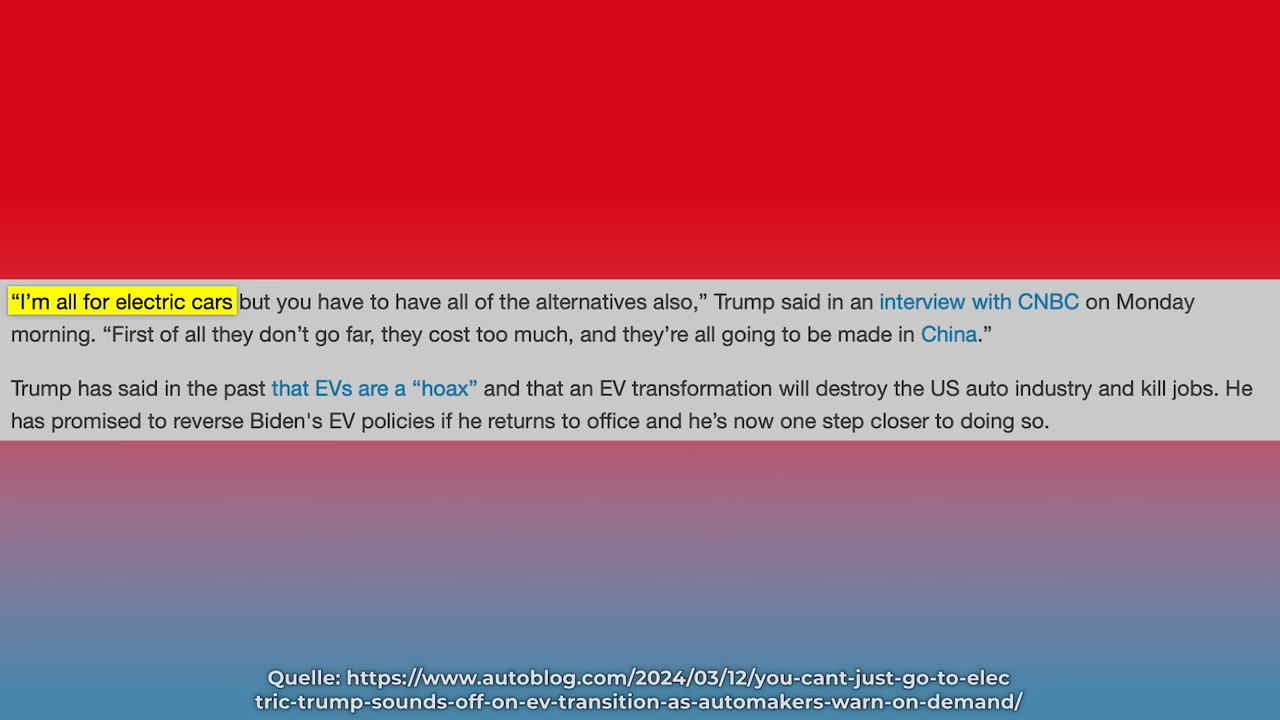 “I’m all for electric cars but you have to have all of the alternatives also,” Trump said in an interview with CNBC on Monday
morning. “First of all they don’t go far, they cost too much, and they’re all going to be made in China.”
Trump has said in the past that EVs are a “hoax” and that an EV transformation will destroy the US auto industry and kill jobs. He
has promised to reverse Biden's EV policies if he returns to office and he’s now one step closer to doing so.
Quelle: https://www.autoblog.com/2024/03/12/you-cant-just-go-to-elec
tric-trump-sounds-off-on-ev-transition-as-automakers-warn-on-demand/